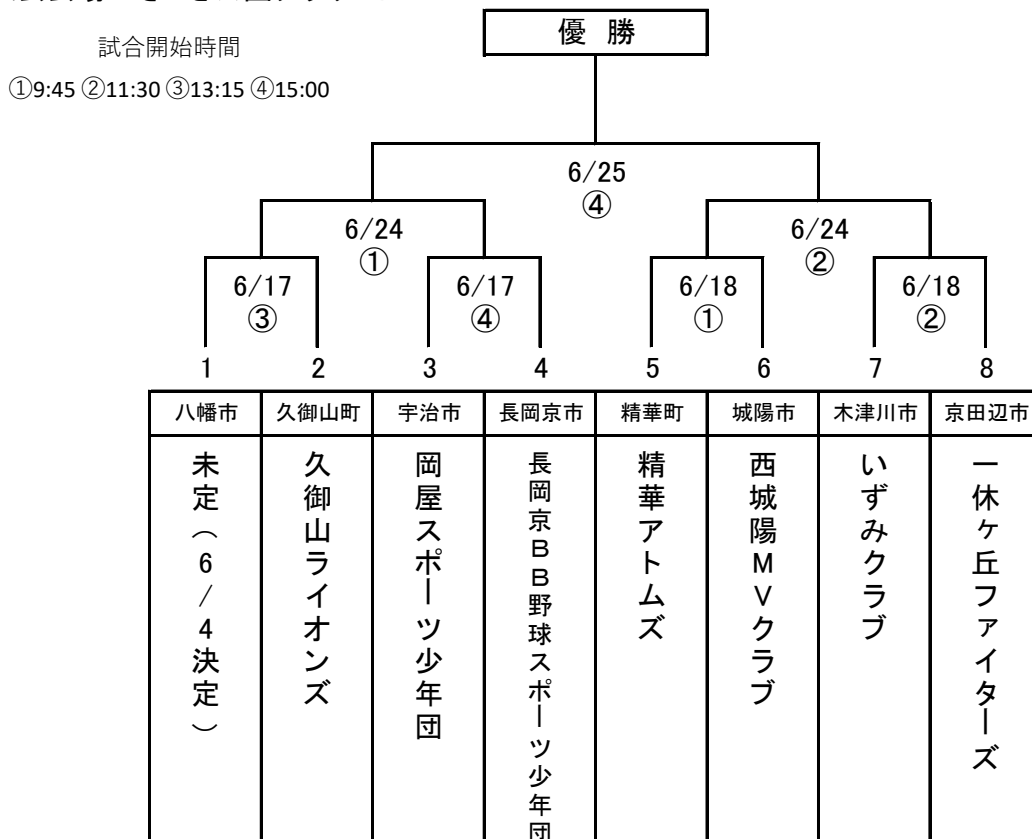 試合開始時間
①9:45 ②11:30 ③13:15 ④15:00
優 勝
6/25
④
6/24
①
6/24
②
6/17
③
6/17
④
6/18
①
6/18
②
1 2 3 4 5 6 7 8
八幡市 久御山町 宇治市 長岡京市 精華町 城陽市 木津川市 京田辺市
未定（6/4決定）
久御山ライオンズ
岡屋スポーツ少年団
長岡京BB野球スポーツ少年団
精華アトムズ
西城陽MVクラブ
いずみクラブ
一休ケ丘ファイターズ